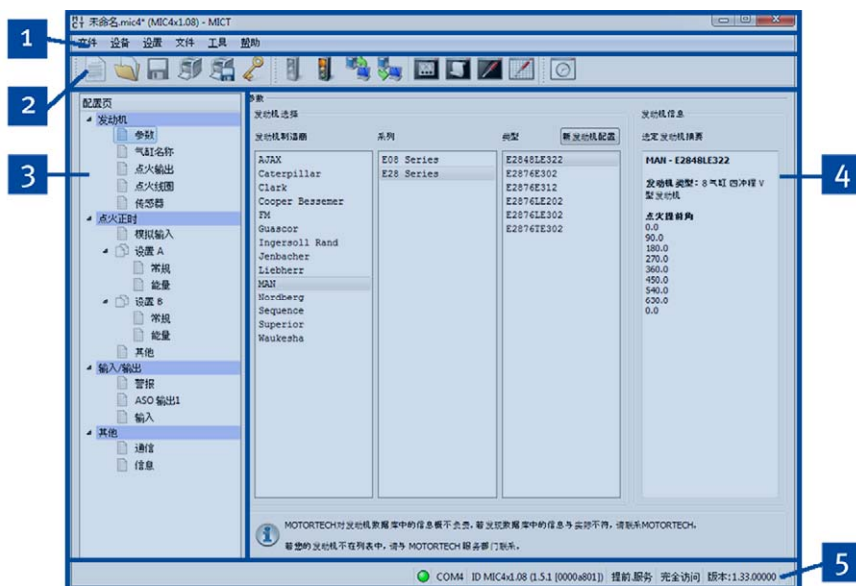 未命名.mic4* (MIC4x1.08) - MICT
1
文件 设备 设置 文件 工具 帮助
2
3
4
5
配置页
发动机
参数
气缸名称
点火输出
点火线圈
传感器
点火正时
模拟输入
设置 A
常规
能量
设置 B
常规
能量
其他
输入/输出
警报
ASO 输出1
输入
其他
通信
信息
参数
发动机选择
发动机制造商
AJAX
Caterpillar
Clark
Cooper Bessemer
FM
Guascor
Ingersoll Rand
Jenbacher
Liebherr
MAN
Nordberg
Sequence
Superior
Waukesha
系列
E08 Series
E28 Series
类型
新发动机配置
E2848LE322
E2876E302
E2876E312
E2876LE202
E2876LE302
E2876TE302
发动机信息
选定发动机摘要
MAN - E2848LE322
发动机类型: 8 气缸 四冲程 V
型发动机
点火提前角
0.0
90.0
180.0
270.0
360.0
450.0
540.0
630.0
0.0
MOTORTECH对发动机数据库中的信息概不负责。若发现数据库中的信息与实际不符, 请联系MOTORTECH.
若您的发动机不在列表中, 请与 MOTORTECH 服务部门联系。
COM4 ID MIC4x1.08 (1.5.1 [0000a801]) 提前.服务 完全访问 版本:1.33.00000